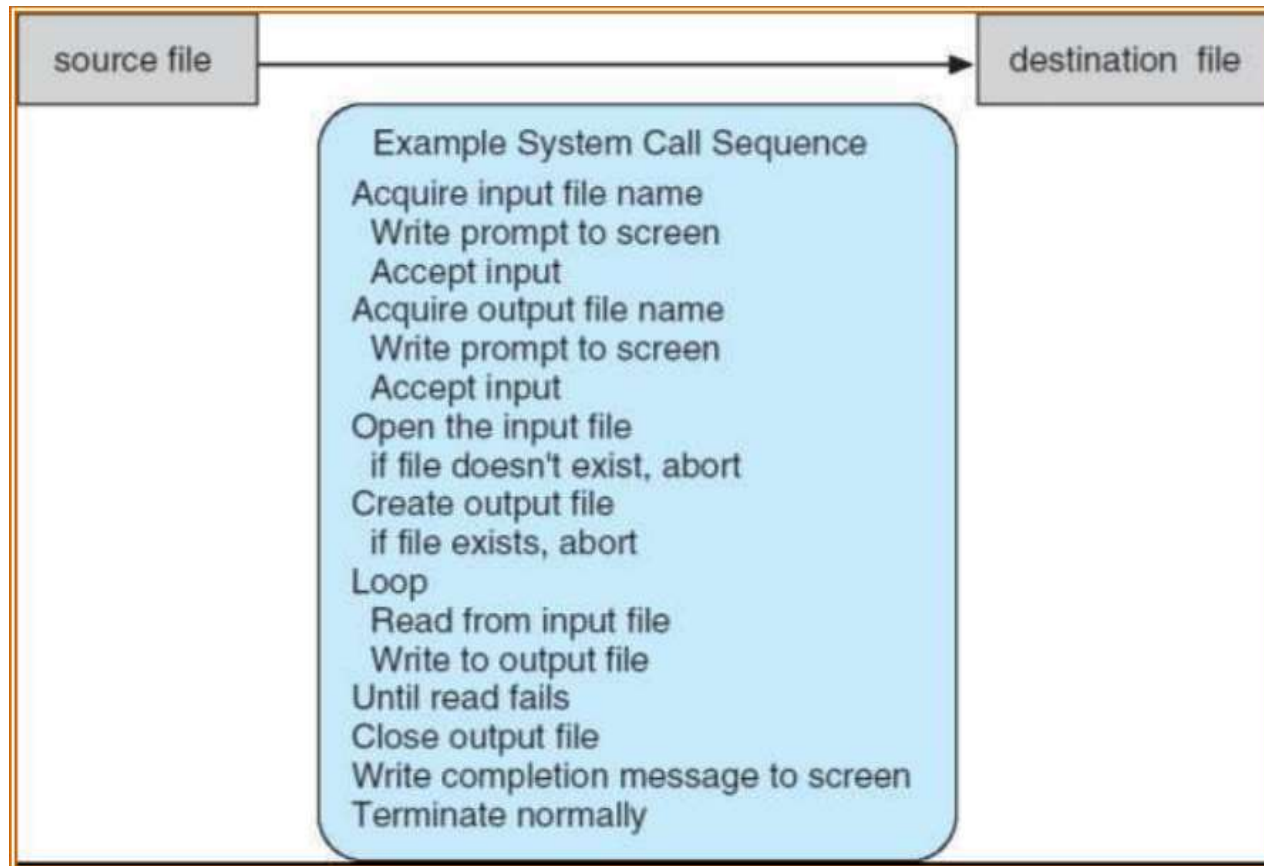 source file
destination file
Example System Call Sequence
Acquire input file name
Write prompt to screen
Accept input
Acquire output file name
Write prompt to screen
Accept input
Open the input file
if file doesn't exist, abort
Create output file
if file exists, abort
Loop
Read from input file
Write to output file
Until read fails
Close output file
Write completion message to screen
Terminate normally